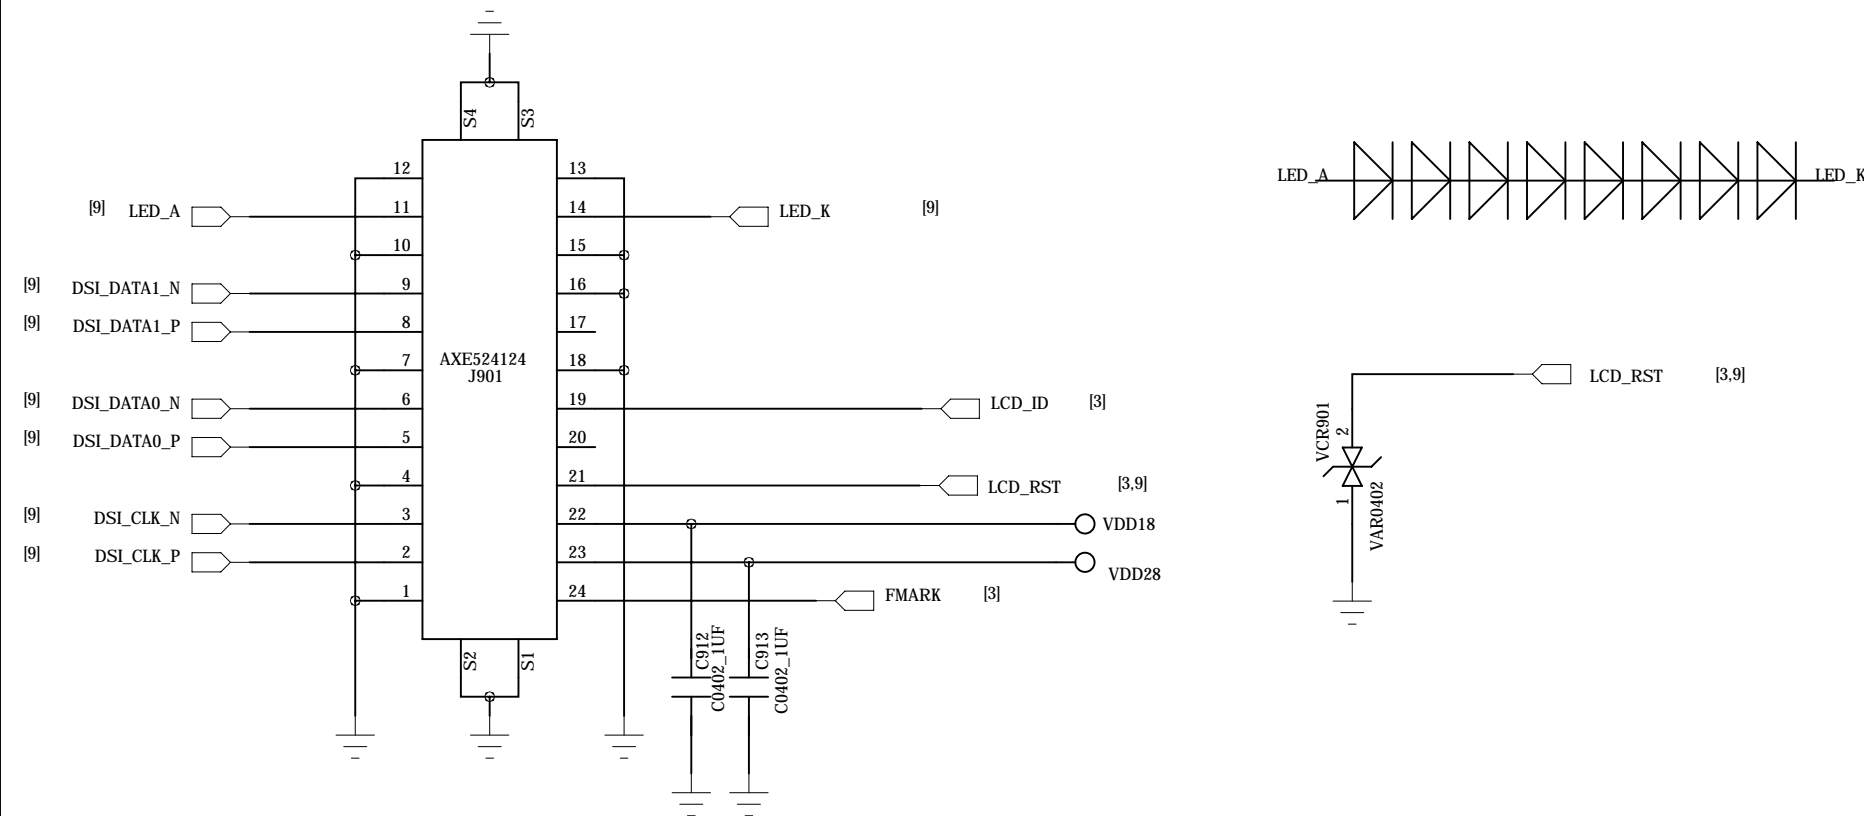 S4
S3
12
13
[9] LED_A
11
14
LED_K [9]
10
15
[9] DSI_DATA1_N
9
16
[9] DSI_DATA1_P
8
17
7
AXE524124
J901
18
[9] DSI_DATA0_N
6
19
LCD_ID [3]
[9] DSI_DATA0_P
5
20
4
21
LCD_RST [3,9]
[9] DSI_CLK_N
3
22
VDD18
[9] DSI_CLK_P
2
23
VDD28
1
24
FMARK [3]
S2
S1
C912
C0402_1UF
C913
C0402_1UF
LED_A
LED_K
LCD_RST [3,9]
VCR901
2
1
VAR0402